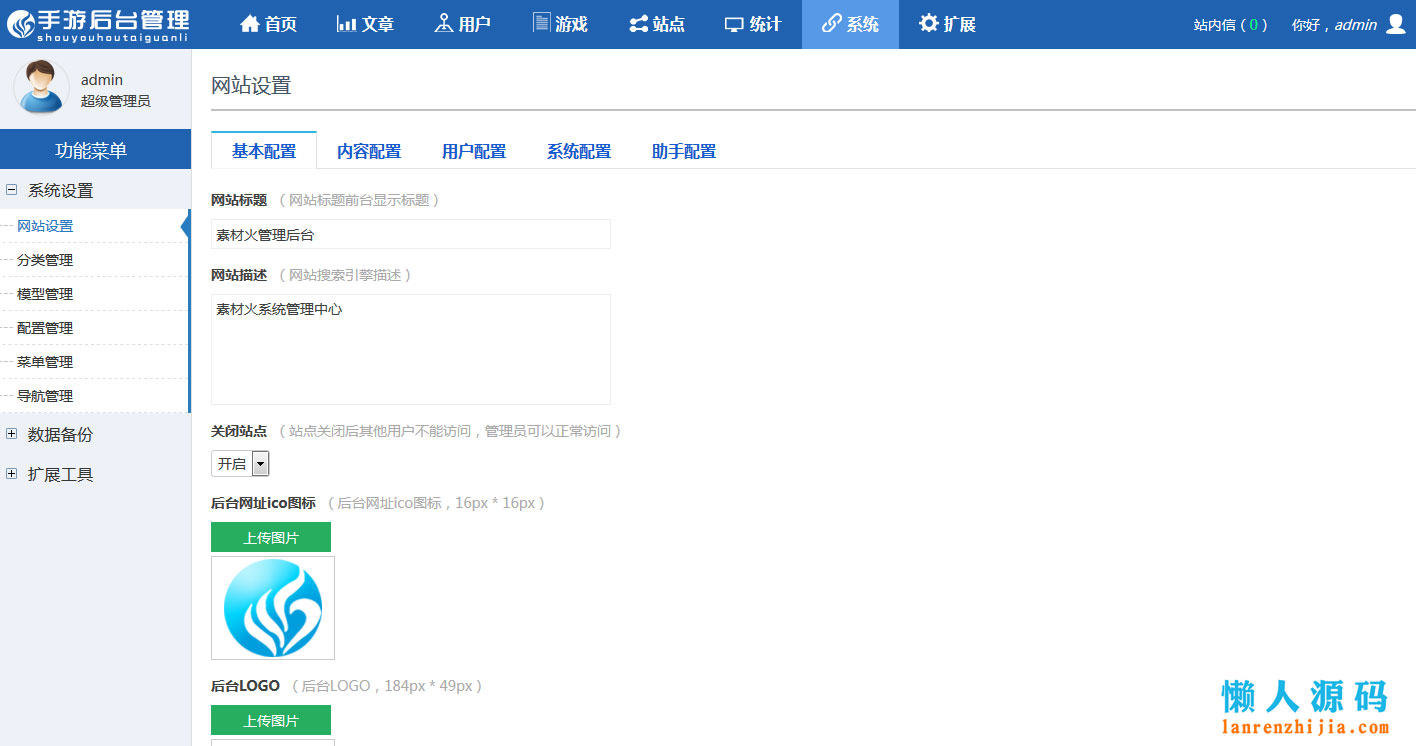 手游后台管理
shouyouhoutaiguanli
首页 文章 用户 游戏 站点 统计 系统 扩展
站内信 ( 0 ) 你好，admin
admin
超级管理员
功能菜单
系统设置
网站设置
分类管理
模型管理
配置管理
菜单管理
导航管理
数据备份
扩展工具
网站设置
基本配置 内容配置 用户配置 系统配置 助手配置
网站标题 （ 网站标题前台显示标题 ）
素材火管理后台
网站描述 （ 网站搜索引擎描述 ）
素材火系统管理中心
关闭站点 （ 站点关闭后其他用户不能访问，管理员可以正常访问 ）
开启
后台网址ico图标 （ 后台网址ico图标，16px * 16px ）
上传图片
后台LOGO （ 后台LOGO，184px * 49px ）
上传图片
懒人源码
lanrenzhijia.com